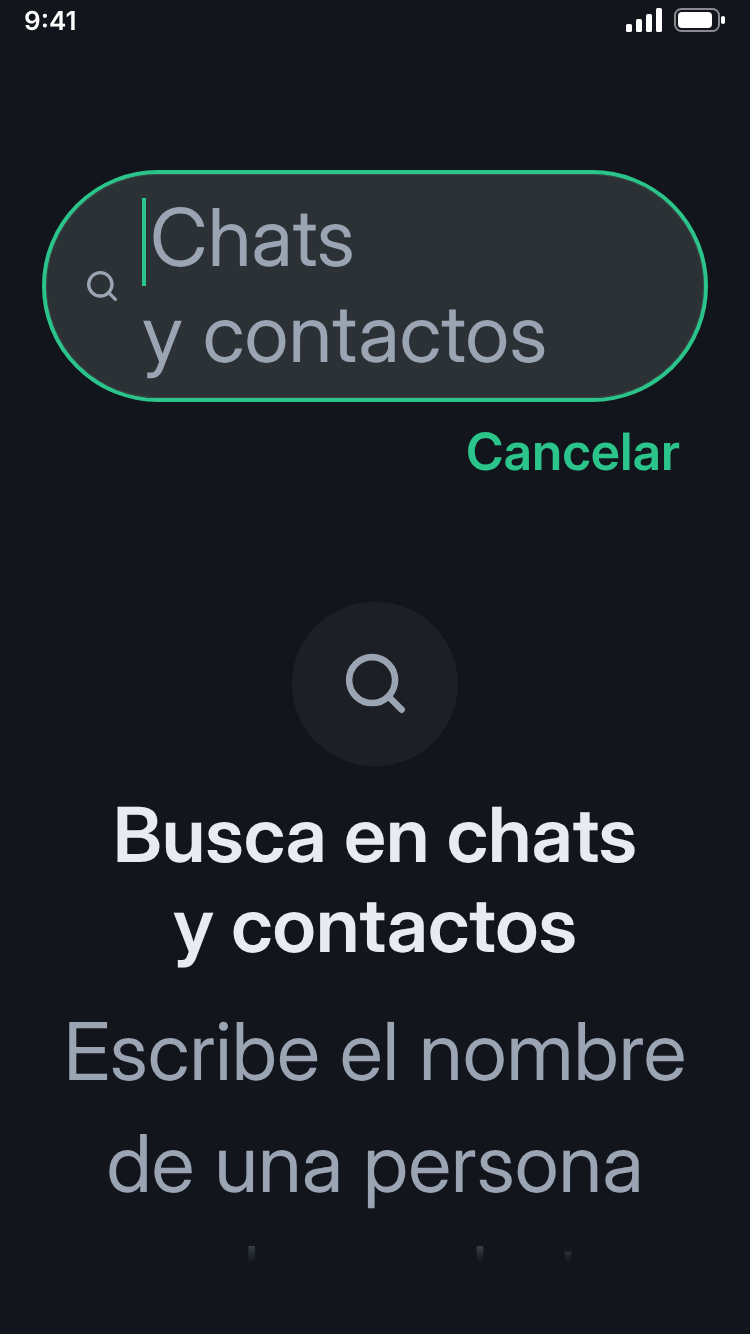 9:41
Chats
y contactos
Cancelar
Busca en chats
y contactos
Escribe el nombre
de una persona